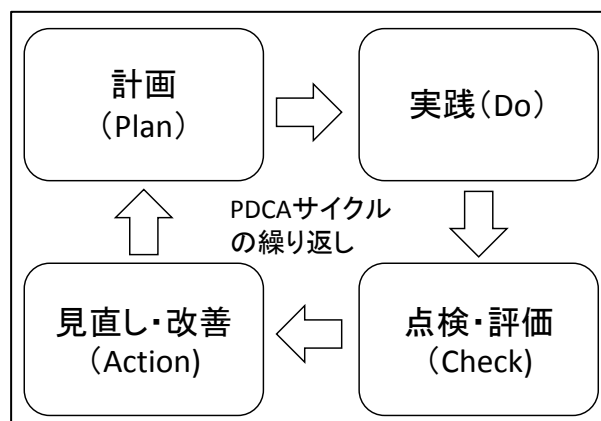 計画
（Plan）
実践（Do）
PDCAサイクル
の繰り返し
見直し・改善
（Action)
点検・評価
（Check)